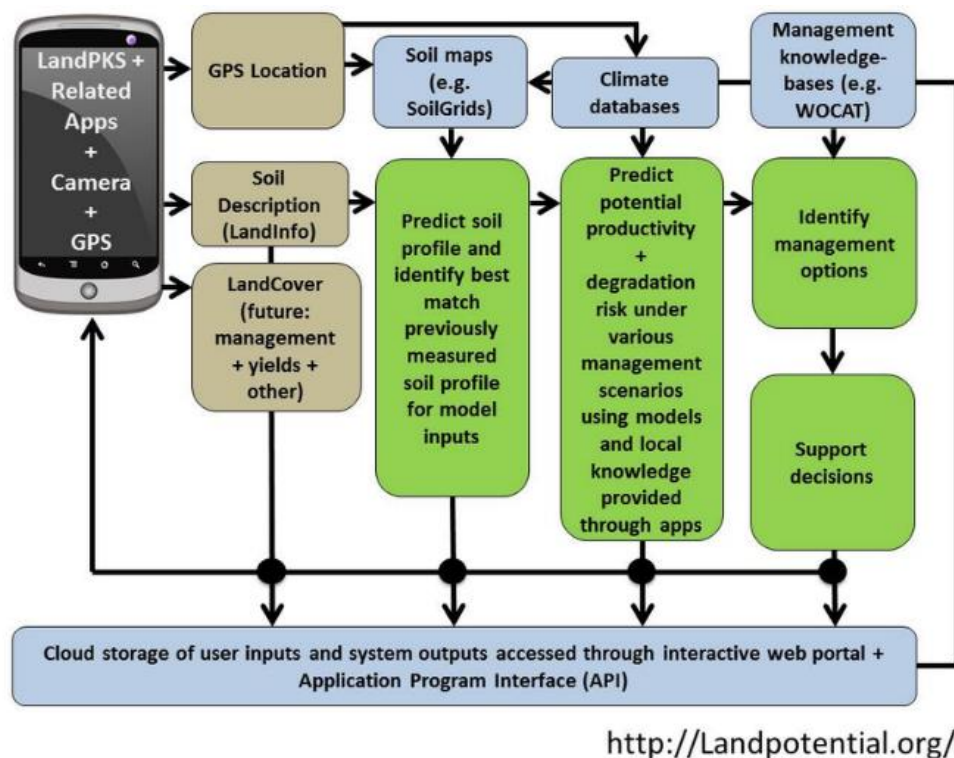 LandPKS +
Related
Apps
+
Camera
+
GPS
GPS Location
Soil maps
(e.g.
SoilGrids)
Climate
databases
Management
knowledge-
bases (e.g.
WOCAT)
Soil
Description
(LandInfo)
LandCover
(future:
management
+ yields +
other)
Predict soil
profile and
identify best
match
previously
measured
soil profile
for model
inputs
Predict
potential
productivity
+
degradation
risk under
various
management
scenarios
using models
and local
knowledge
provided
through apps
Identify
management
options
Support
decisions
Cloud storage of user inputs and system outputs accessed through interactive web portal +
Application Program Interface (API)
http://Landpotential.org/